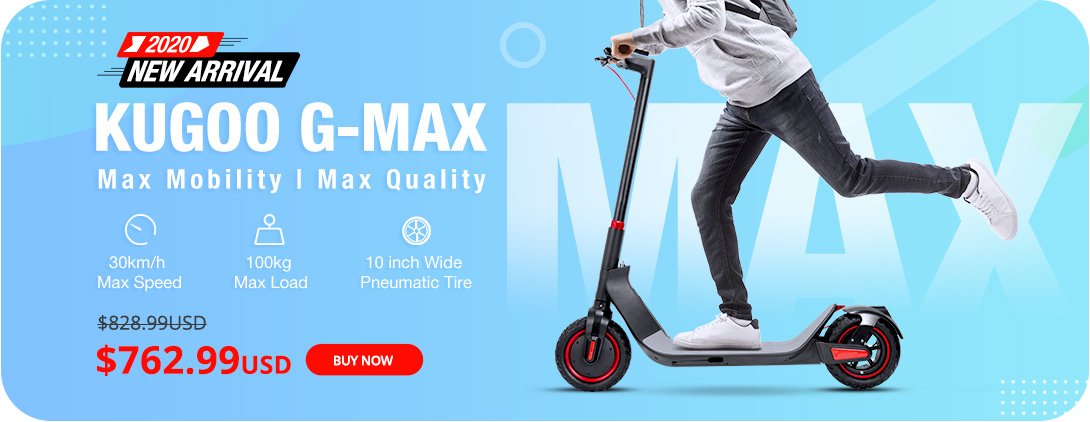 2020
NEW ARRIVAL
KUGOO G-MAX
Max Mobility | Max Quality
30km/h
Max Speed
100kg
Max Load
10 inch Wide
Pneumatic Tire
$828.99USD
$762.99USD
BUY NOW
MAX